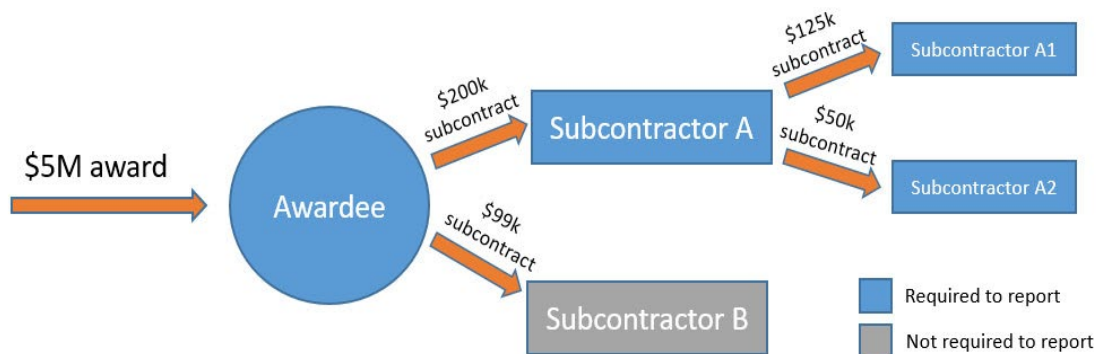 $5M award
Awardee
$200k
subcontract
Subcontractor A
$125k
subcontract
Subcontractor A1
$50k
subcontract
Subcontractor A2
$99k
subcontract
Subcontractor B
Required to report
Not required to report